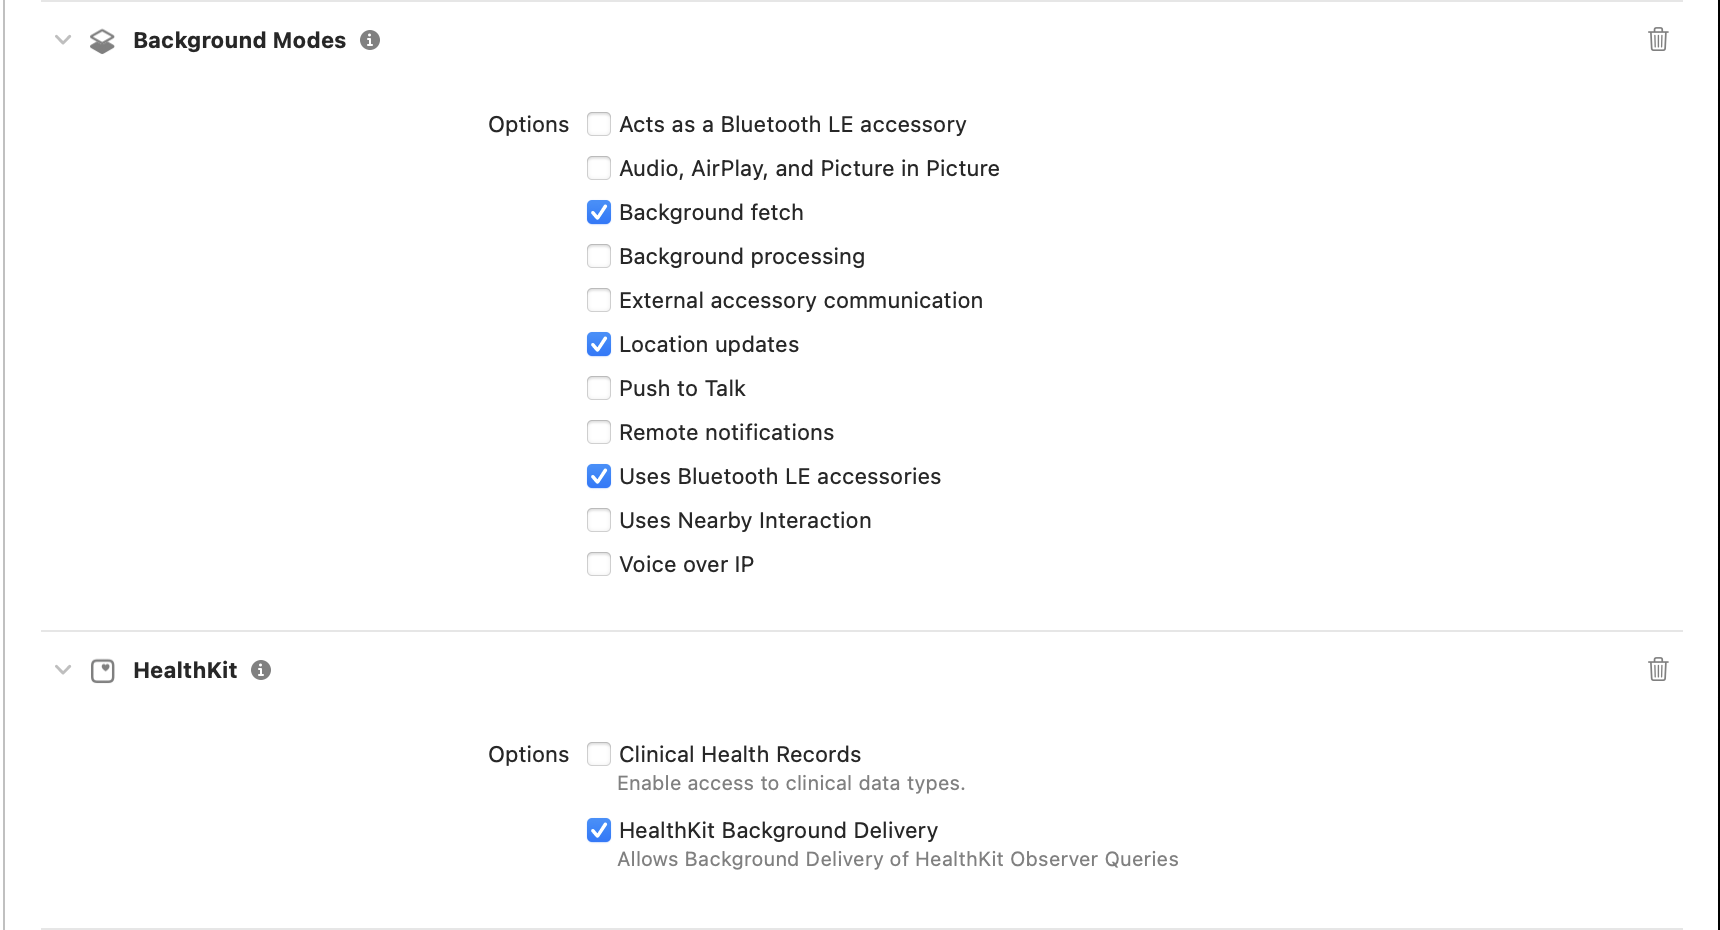 Background Modes
Options
Acts as a Bluetooth LE accessory
Audio, AirPlay, and Picture in Picture
Background fetch
Background processing
External accessory communication
Location updates
Push to Talk
Remote notifications
Uses Bluetooth LE accessories
Uses Nearby Interaction
Voice over IP
HealthKit
Options
Clinical Health Records
Enable access to clinical data types.
HealthKit Background Delivery
Allows Background Delivery of HealthKit Observer Queries